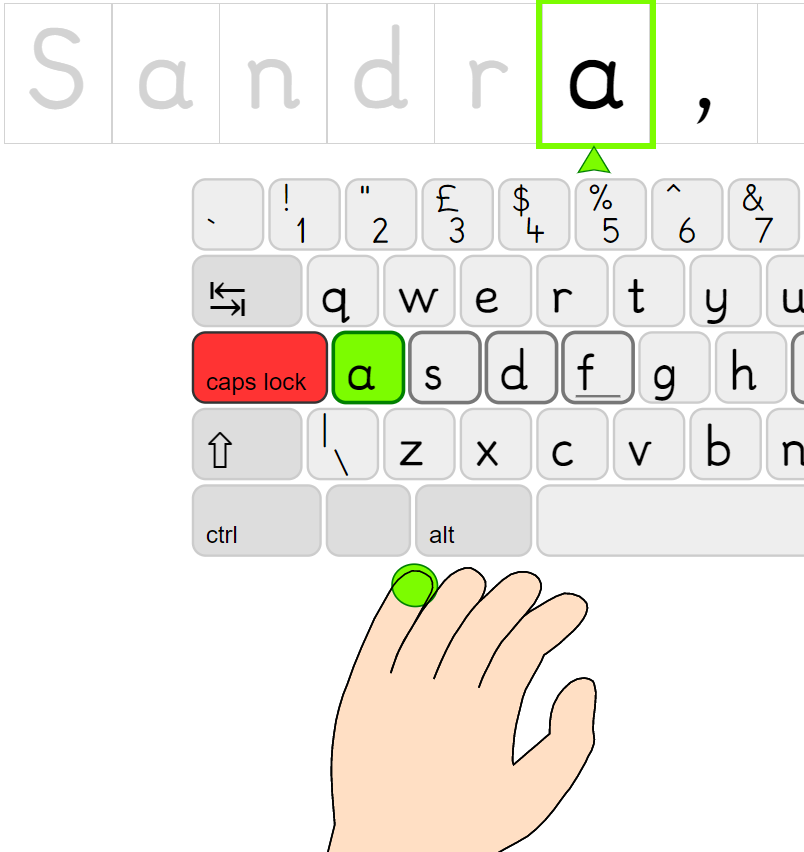 Sandra,
` ! 1 " 2 £ 3 $ 4 % 5 ^ 6 & 7
q w e r t y u
caps lock a s d f g h
| \ z x c v b n
ctrl alt